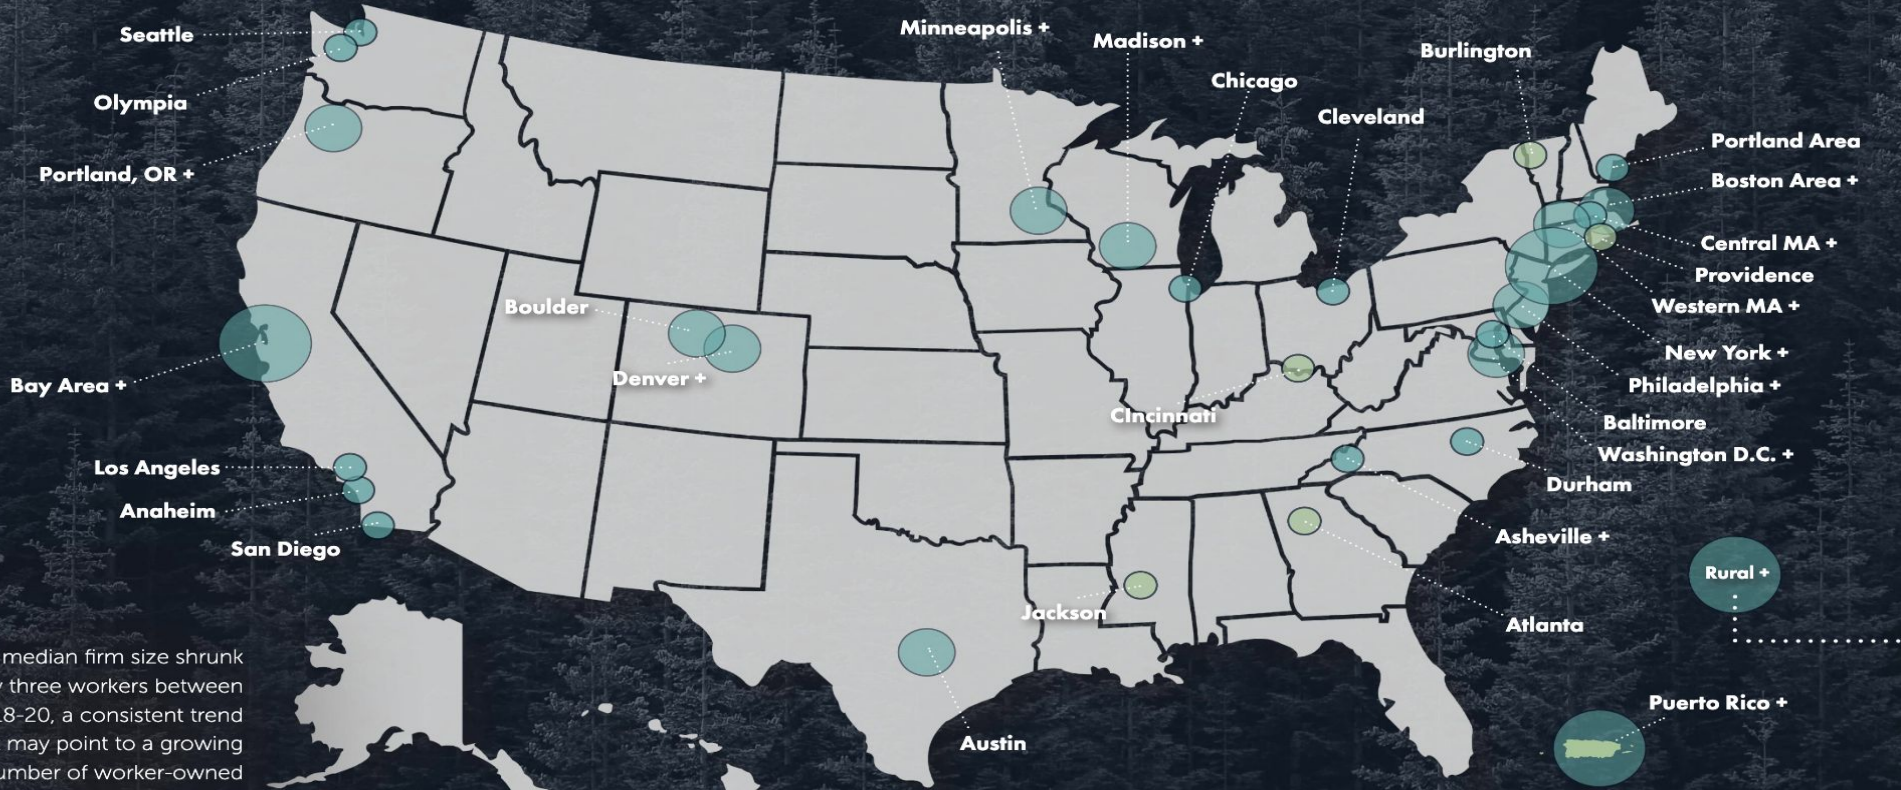 Seattle
Olympia
Portland, OR +
Bay Area +
Los Angeles
Anaheim
San Diego
Boulder
Denver +
Minneapolis +
Madison +
Chicago
Cleveland
Burlington
Portland Area
Boston Area +
Central MA +
Providence
Western MA +
New York +
Philadelphia +
Baltimore
Washington D.C. +
Durham
Asheville +
Atlanta
CIncinnati
Jackson
Austin
Rural +
Puerto Rico +
median firm size shrunk
three workers between
8-20, a consistent trend
may point to a growing
umber of worker-owned